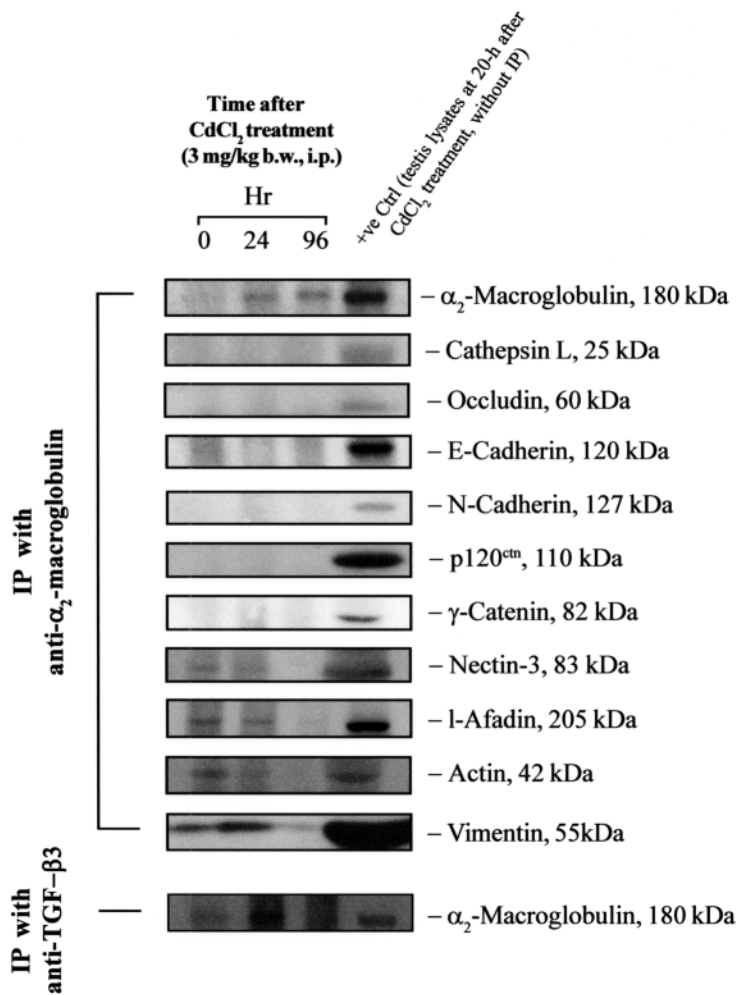 Time after
CdCl₂ treatment
(3 mg/kg b.w., i.p.)
Hr
0 24 96
+ve Ctrl (testis lysates at 20-h after
CdCl₂ treatment, without IP)
IP with
anti-α₂-macroglobulin
– α₂-Macroglobulin, 180 kDa
– Cathepsin L, 25 kDa
– Occludin, 60 kDa
– E-Cadherin, 120 kDa
– N-Cadherin, 127 kDa
– p120ᶜᵗⁿ, 110 kDa
– γ-Catenin, 82 kDa
– Nectin-3, 83 kDa
– l-Afadin, 205 kDa
– Actin, 42 kDa
– Vimentin, 55kDa
IP with
anti-TGF–β3
– α₂-Macroglobulin, 180 kDa